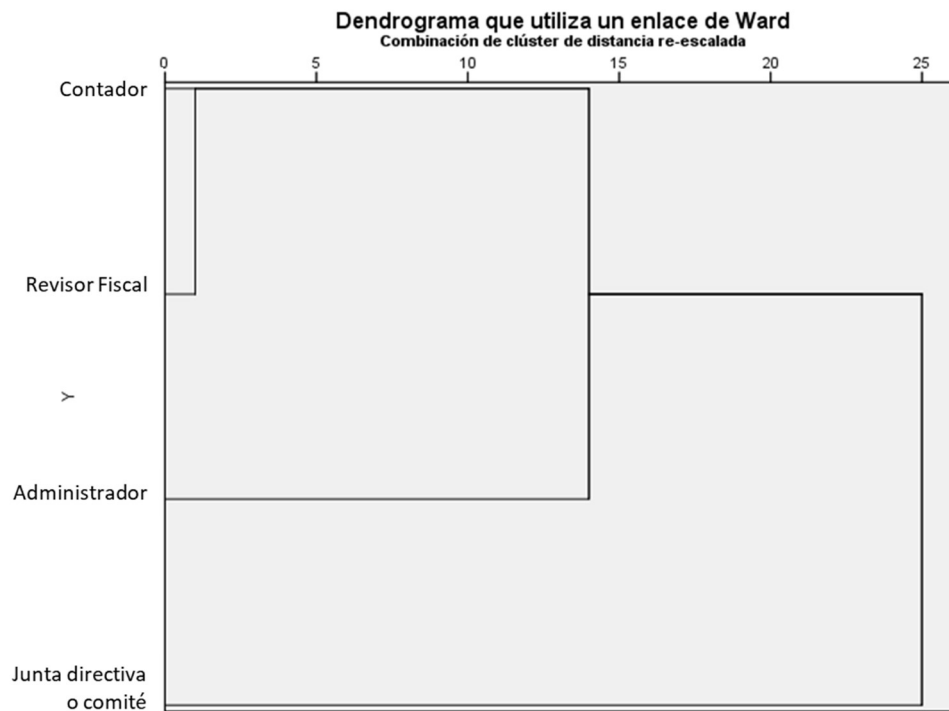 Dendrograma que utiliza un enlace de Ward
Combinación de clúster de distancia re-escalada
0 5 10 15 20 25
Contador
Revisor Fiscal
Y
Administrador
Junta directiva
o comité